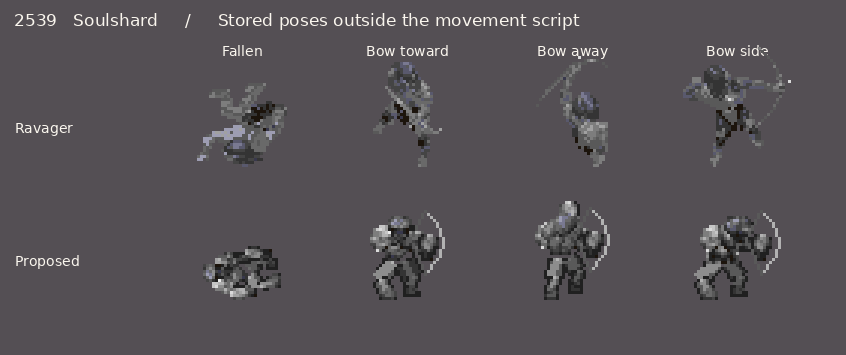 2539 Soulshard / Stored poses outside the movement script
Fallen Bow toward Bow away Bow side
Ravager
Proposed